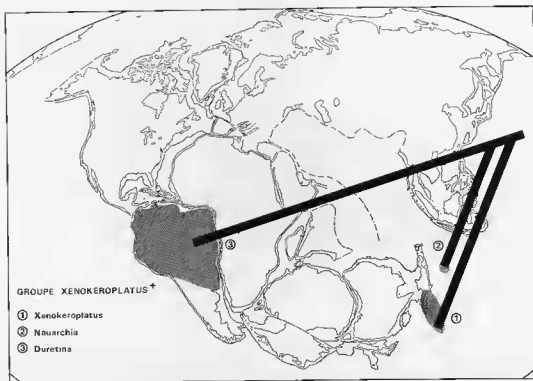 GROUPE XENOKEROPLATUS+
① Xenokeroplatus
② Nauarchia
③ Duretina
③
②
①